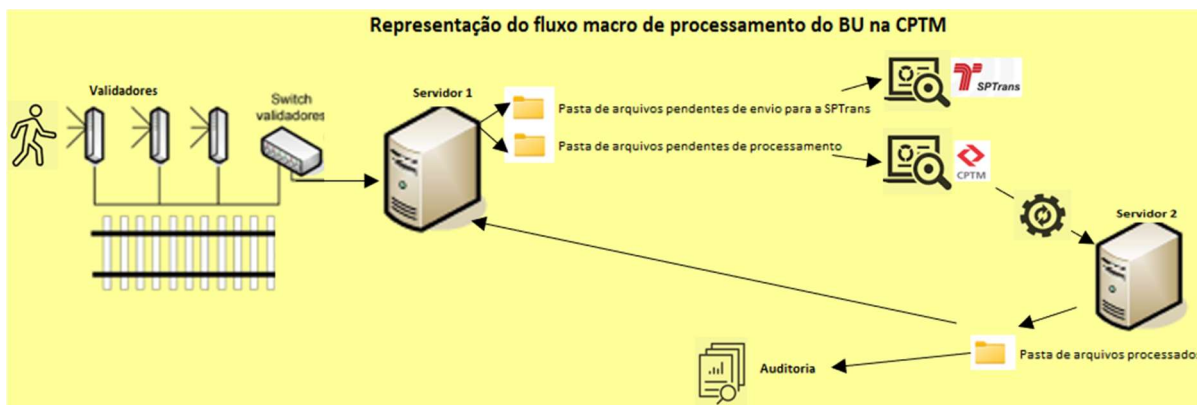 Representação do fluxo macro de processamento do BU na CPTM
Validadores
Switch
validadores
Servidor 1
Pasta de arquivos pendentes de envio para a SPTrans
SPTrans
Pasta de arquivos pendentes de processamento
CPTM
Servidor 2
Pasta de arquivos processados
Auditoria